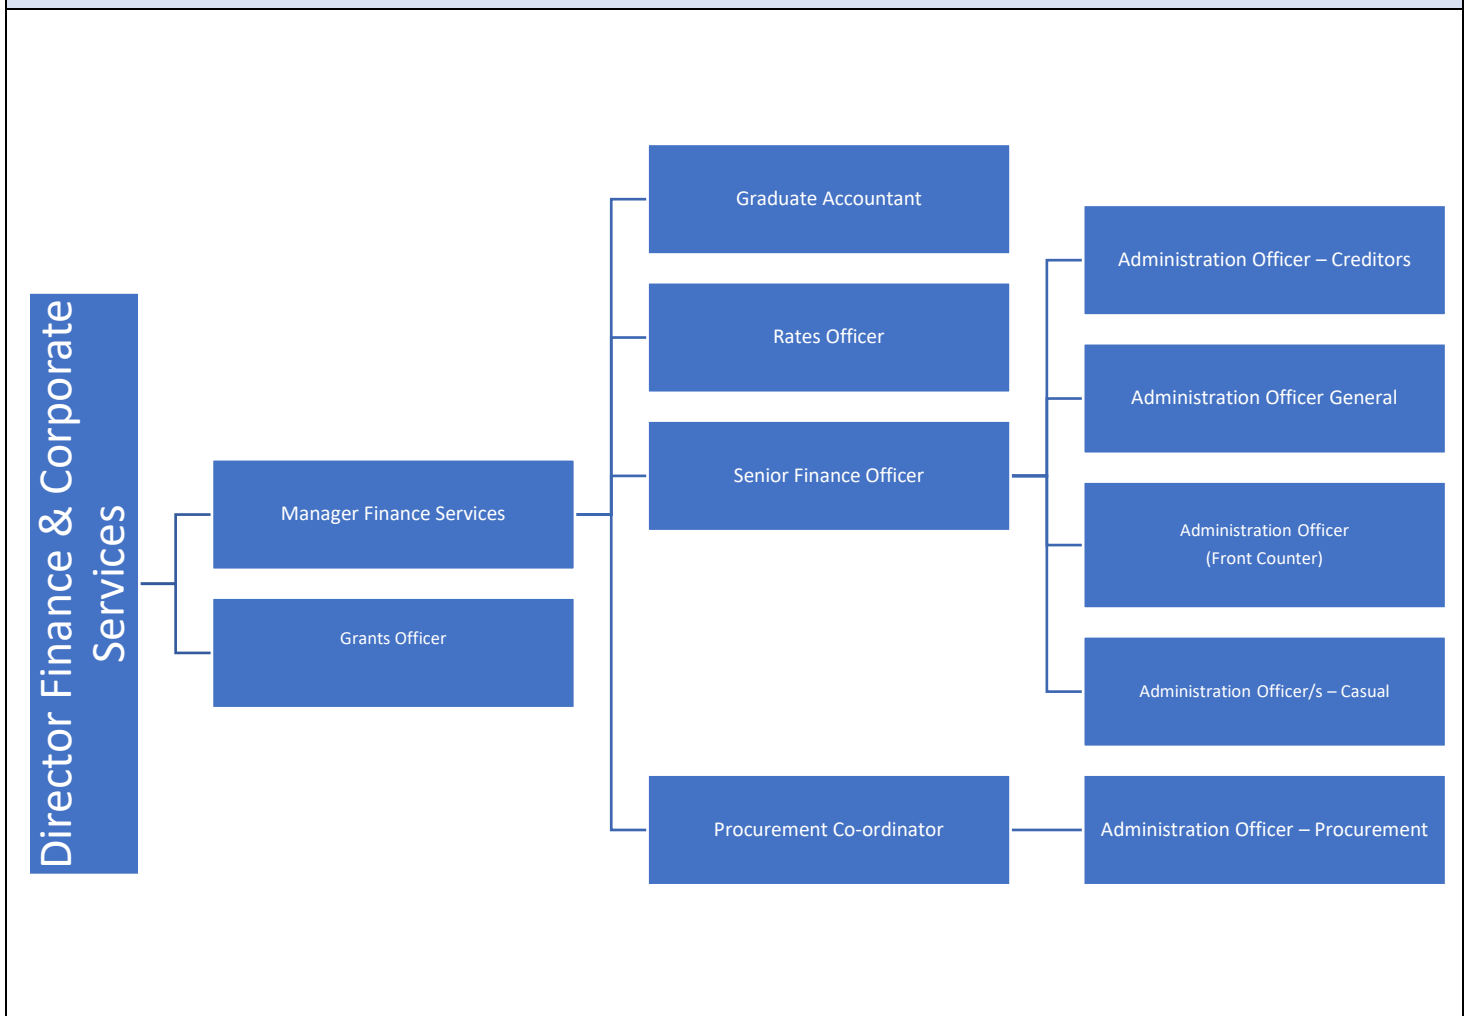 Director Finance & Corporate
Services
Manager Finance Services
Grants Officer
Graduate Accountant
Rates Officer
Senior Finance Officer
Procurement Co-ordinator
Administration Officer – Creditors
Administration Officer General
Administration Officer
(Front Counter)
Administration Officer/s – Casual
Administration Officer – Procurement